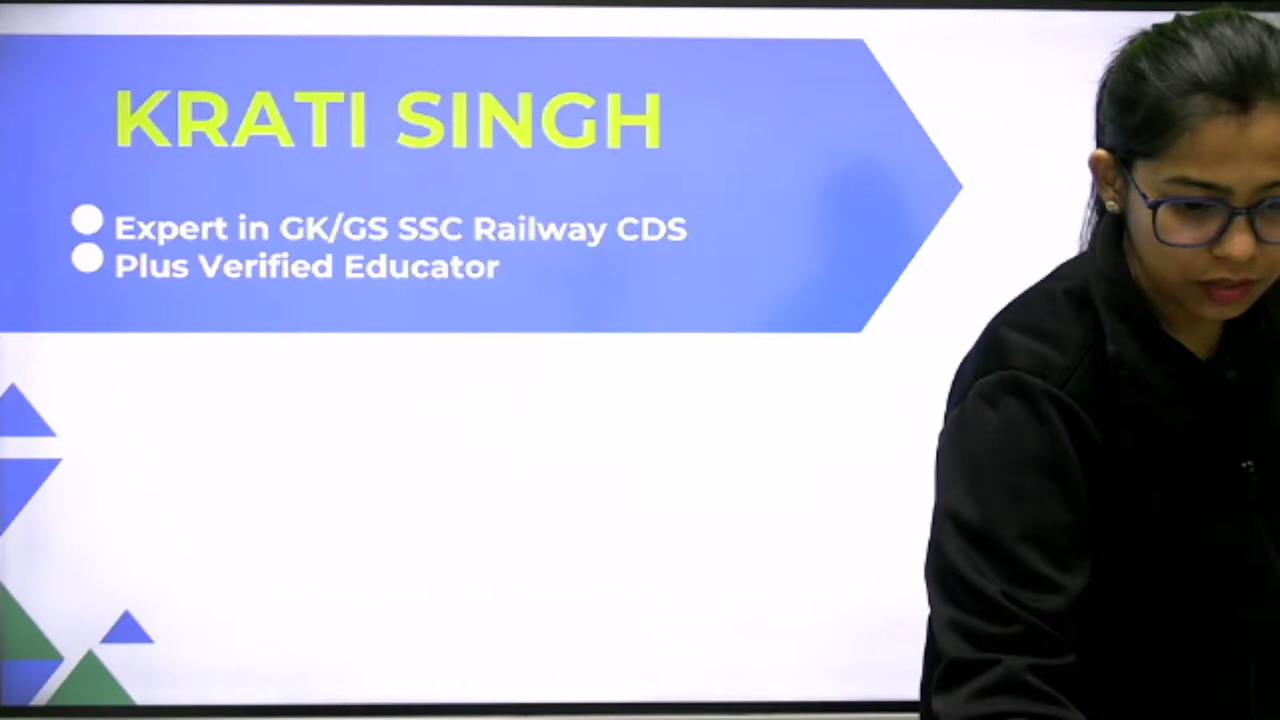 KRATI SINGH
Expert in GK/GS SSC Railway CDS
Plus Verified Educator